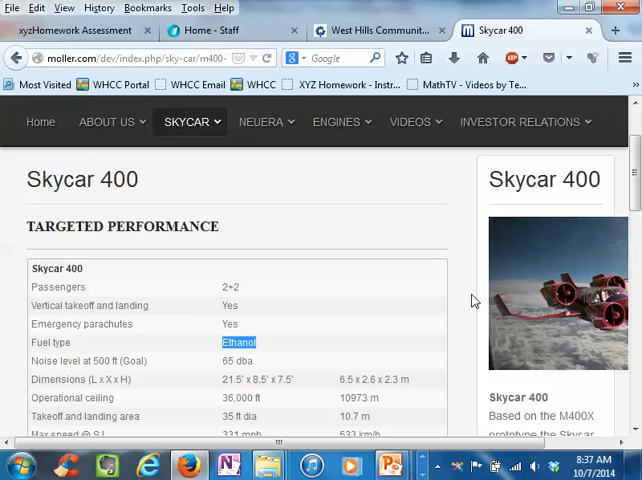 File Edit View History Bookmarks Tools Help
xyzHomework Assessment × Home - Staff × West Hills Communit... × Skycar 400 ×
moller.com/dev/index.php/sky-car/m400- Google
Most Visited WHCC Portal WHCC Email WHCC XYZ Homework - Instr... MathTV - Videos by Te...
Home ABOUT US SKYCAR NEUERA ENGINES VIDEOS INVESTOR RELATIONS
Skycar 400
TARGETED PERFORMANCE
Skycar 400
Passengers 2+2
Vertical takeoff and landing Yes
Emergency parachutes Yes
Fuel type Ethanol
Noise level at 500 ft (Goal) 65 dba
Dimensions (L x X x H) 21.5' x 8.5' x 7.5' 6.5 x 2.6 x 2.3 m
Operational ceiling 36,000 ft 10973 m
Takeoff and landing area 35 ft dia 10.7 m
Max speed @ S.L. 331 mph 533 km/h
Skycar 400
Skycar 400
Based on the M400X
prototype the Skycar
8:37 AM
10/7/2014